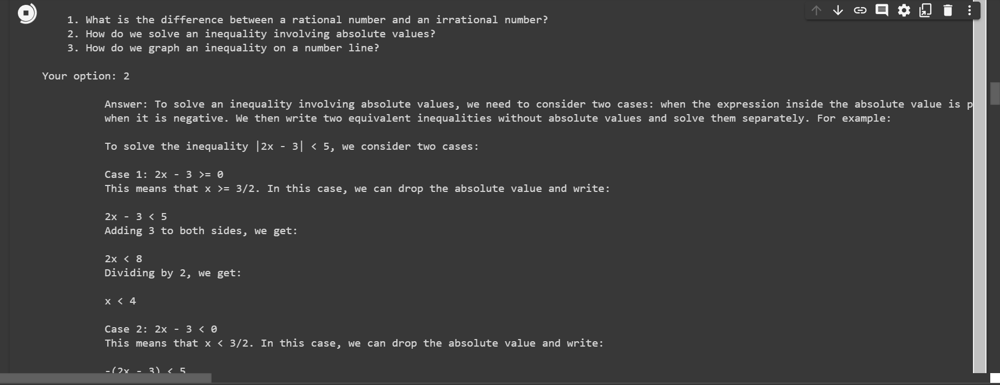 1. What is the difference between a rational number and an irrational number?
2. How do we solve an inequality involving absolute values?
3. How do we graph an inequality on a number line?
Your option: 2
Answer: To solve an inequality involving absolute values, we need to consider two cases: when the expression inside the absolute value is p
when it is negative. We then write two equivalent inequalities without absolute values and solve them separately. For example:
To solve the inequality |2x - 3| < 5, we consider two cases:
Case 1: 2x - 3 >= 0
This means that x >= 3/2. In this case, we can drop the absolute value and write:
2x - 3 < 5
Adding 3 to both sides, we get:
2x < 8
Dividing by 2, we get:
x < 4
Case 2: 2x - 3 < 0
This means that x < 3/2. In this case, we can drop the absolute value and write:
-(2x - 3) < 5